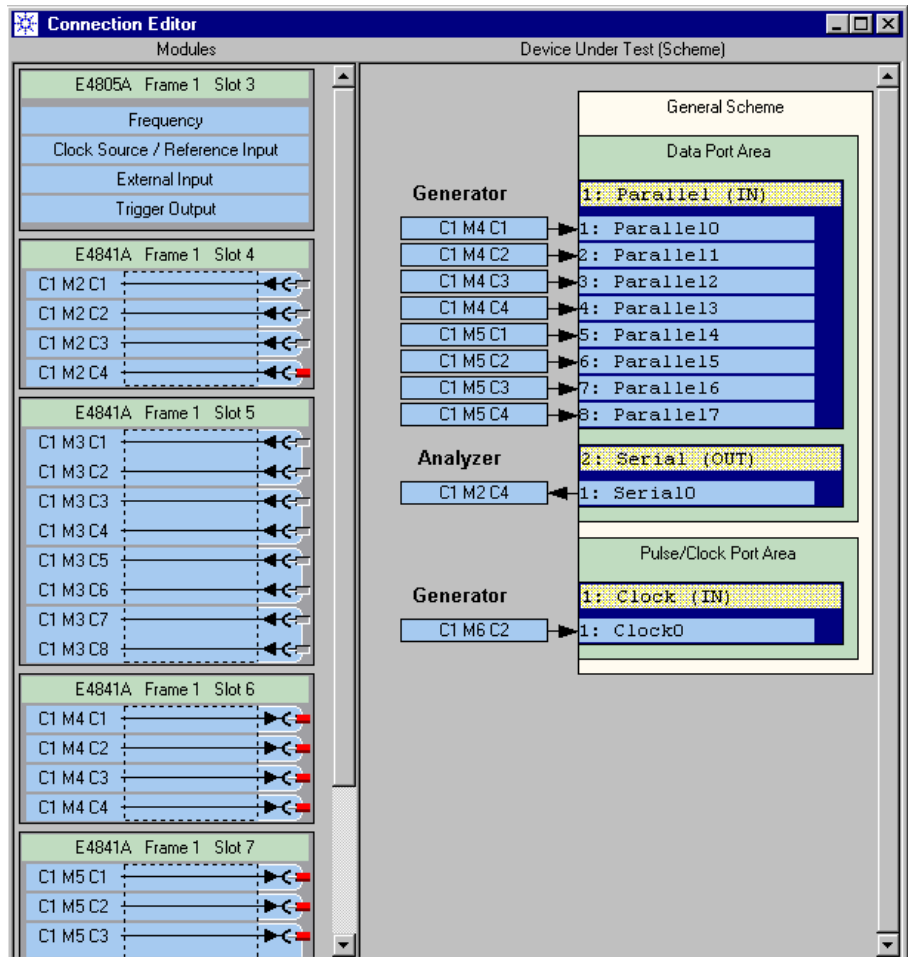 Connection Editor
Modules
Device Under Test (Scheme)
E4805A Frame 1 Slot 3
Frequency
Clock Source / Reference Input
External Input
Trigger Output
E4841A Frame 1 Slot 4
C1 M2 C1
C1 M2 C2
C1 M2 C3
C1 M2 C4
E4841A Frame 1 Slot 5
C1 M3 C1
C1 M3 C2
C1 M3 C3
C1 M3 C4
C1 M3 C5
C1 M3 C6
C1 M3 C7
C1 M3 C8
E4841A Frame 1 Slot 6
C1 M4 C1
C1 M4 C2
C1 M4 C3
C1 M4 C4
E4841A Frame 1 Slot 7
C1 M5 C1
C1 M5 C2
C1 M5 C3
General Scheme
Data Port Area
Generator
1: Parallel (IN)
C1 M4 C1 1: Parallel0
C1 M4 C2 2: Parallel1
C1 M4 C3 3: Parallel2
C1 M4 C4 4: Parallel3
C1 M5 C1 5: Parallel4
C1 M5 C2 6: Parallel5
C1 M5 C3 7: Parallel6
C1 M5 C4 8: Parallel7
Analyzer
2: Serial (OUT)
C1 M2 C4 1: Serial0
Pulse/Clock Port Area
Generator
1: Clock (IN)
C1 M6 C2 1: Clock0